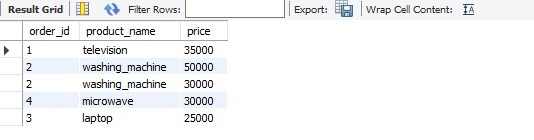 Result Grid Filter Rows: Export: Wrap Cell Content: IA
order_id product_name price
1 television 35000
2 washing_machine 50000
2 washing_machine 30000
4 microwave 30000
3 laptop 25000